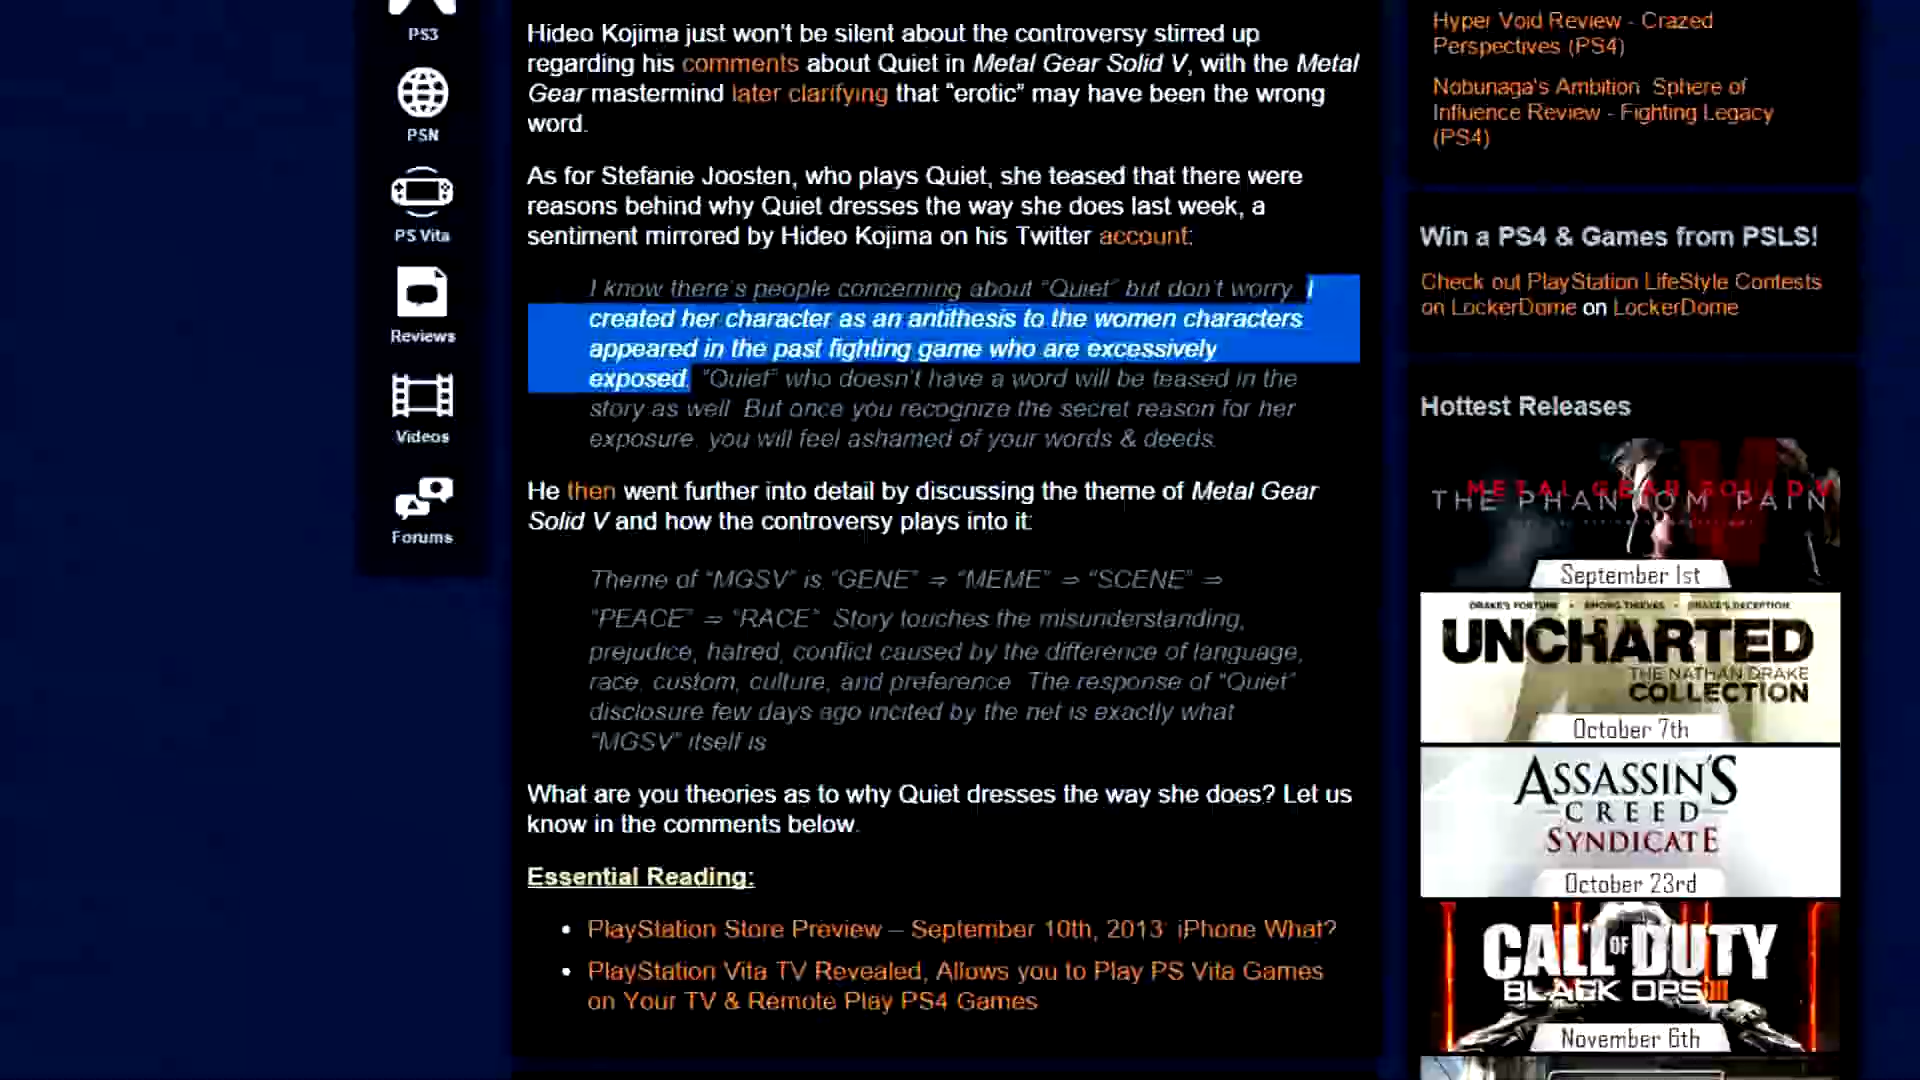 PS3
PSN
PS Vita
Reviews
Videos
Forums
Hideo Kojima just won't be silent about the controversy stirred up
regarding his comments about Quiet in Metal Gear Solid V, with the Metal
Gear mastermind later clarifying that "erotic" may have been the wrong
word.
As for Stefanie Joosten, who plays Quiet, she teased that there were
reasons behind why Quiet dresses the way she does last week, a
sentiment mirrored by Hideo Kojima on his Twitter account:
I know there's people concerning about "Quiet" but don't worry. I
created her character as an antithesis to the women characters
appeared in the past fighting game who are excessively
exposed. "Quiet" who doesn't have a word will be teased in the
story as well. But once you recognize the secret reason for her
exposure, you will feel ashamed of your words & deeds.
He then went further into detail by discussing the theme of Metal Gear
Solid V and how the controversy plays into it:
Theme of "MGSV" is "GENE" ⇒ "MEME" ⇒ "SCENE" ⇒
"PEACE" ⇒ "RACE" Story touches the misunderstanding,
prejudice, hatred, conflict caused by the difference of language,
race, custom, culture, and preference. The response of "Quiet"
disclosure few days ago incited by the net is exactly what
"MGSV" itself is
What are you theories as to why Quiet dresses the way she does? Let us
know in the comments below.
Essential Reading:
• PlayStation Store Preview – September 10th, 2013: iPhone What?
• PlayStation Vita TV Revealed, Allows you to Play PS Vita Games
on Your TV & Remote Play PS4 Games
Hyper Void Review - Crazed
Perspectives (PS4)
Nobunaga's Ambition: Sphere of
Influence Review - Fighting Legacy
(PS4)
Win a PS4 & Games from PSLS!
Check out PlayStation LifeStyle Contests
on LockerDome on LockerDome
Hottest Releases
METAL GEAR SOLID V
THE PHANTOM PAIN
September 1st
DRAKE'S FORTUNE • AMONG THIEVES • DRAKE'S DECEPTION
UNCHARTED
THE NATHAN DRAKE
COLLECTION
October 7th
ASSASSIN'S
CREED
SYNDICATE
October 23rd
CALL OF DUTY
BLACK OPS III
November 6th